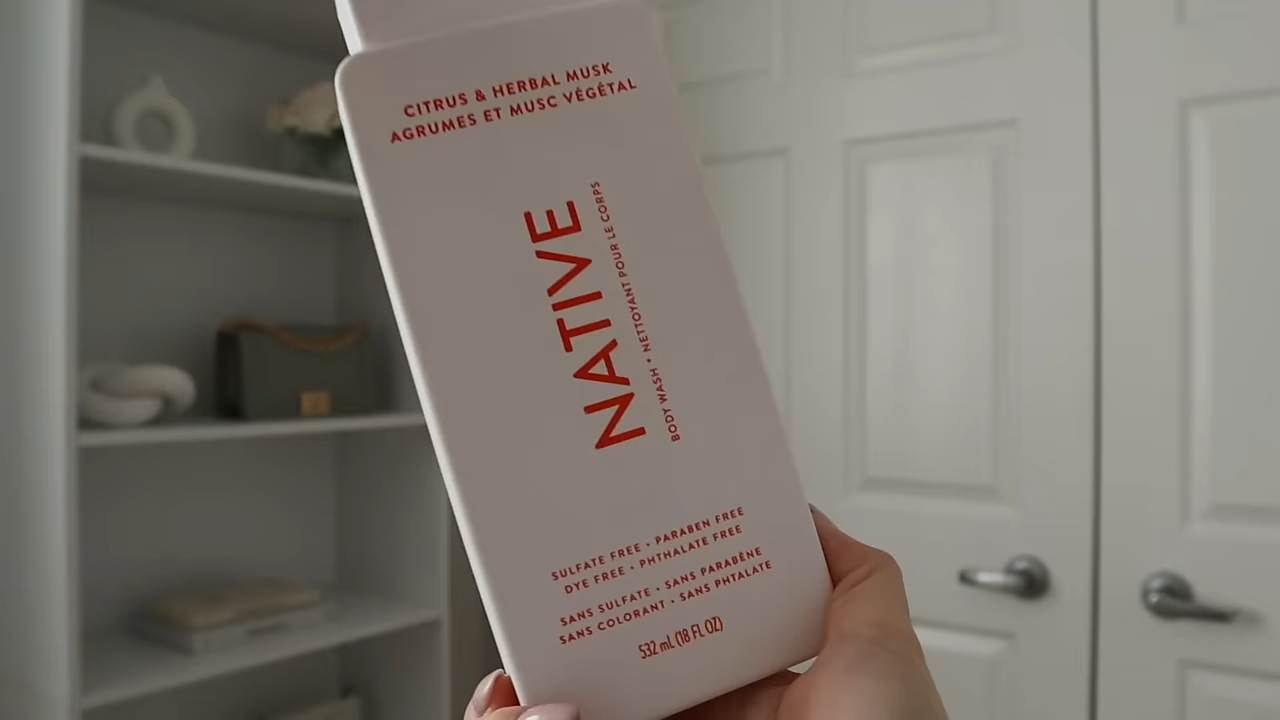 CITRUS & HERBAL MUSK
AGRUMES ET MUSC VÉGÉTAL
NATIVE
BODY WASH • NETTOYANT POUR LE CORPS
SULFATE FREE • PARABEN FREE
DYE FREE • PHTHALATE FREE
SANS SULFATE • SANS PARABÈNE
SANS COLORANT • SANS PHTALATE
532 mL (18 FL OZ)